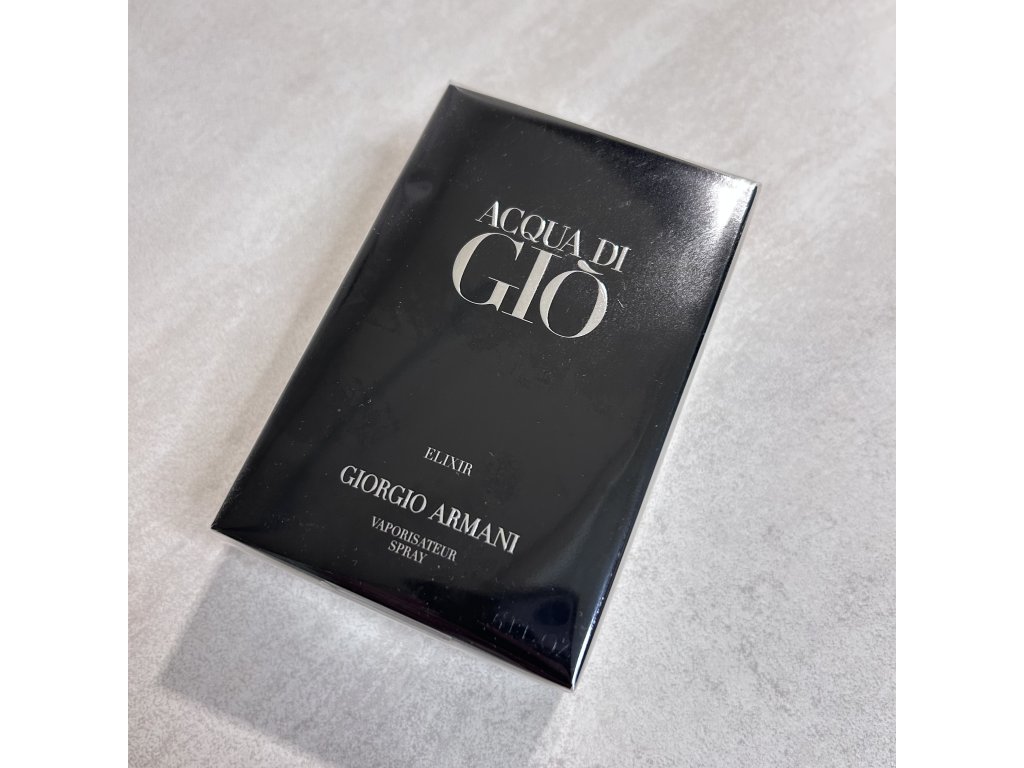 ACQUA DI
GIÒ
ELIXIR
GIORGIO ARMANI
VAPORISATEUR
SPRAY